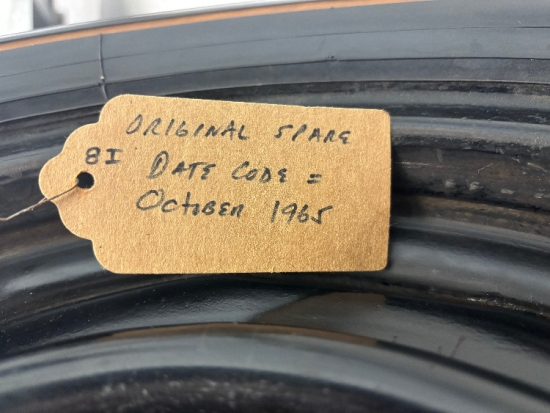 ORIGINAL SPARE
8I DATE CODE =
OCTOBER 1965